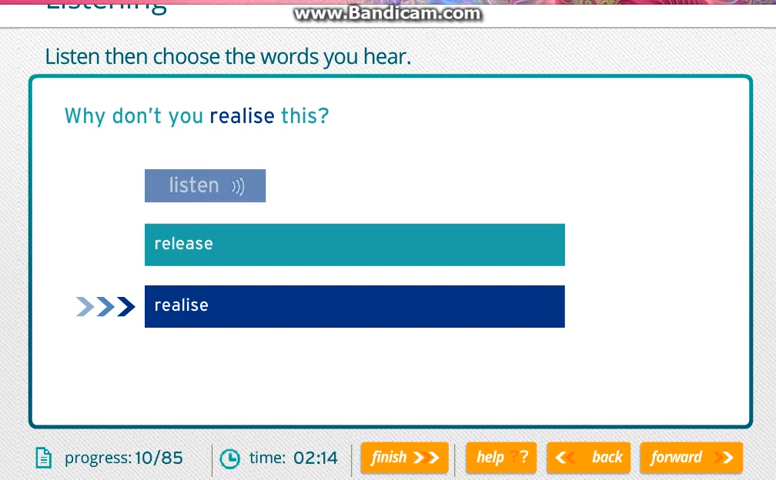 www.Bandicam.com
Listening
Listen then choose the words you hear.
Why don't you realise this?
listen
release
realise
progress: 10/85 time: 02:14 finish help ?? back forward